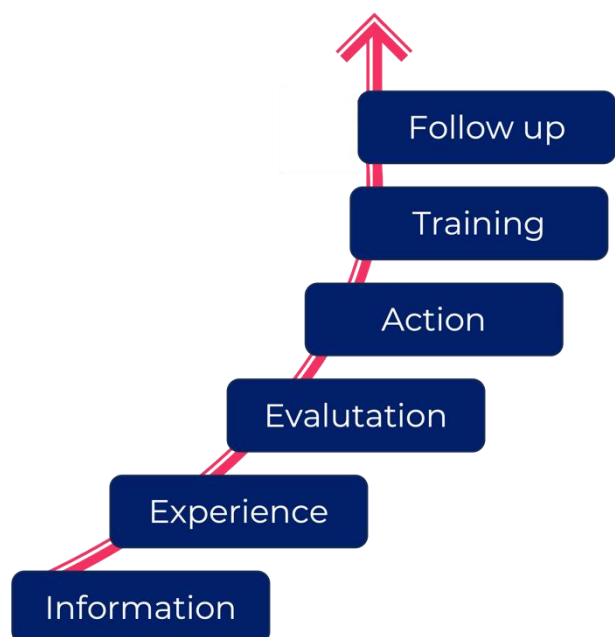 Follow up
Training
Action
Evalutation
Experience
Information